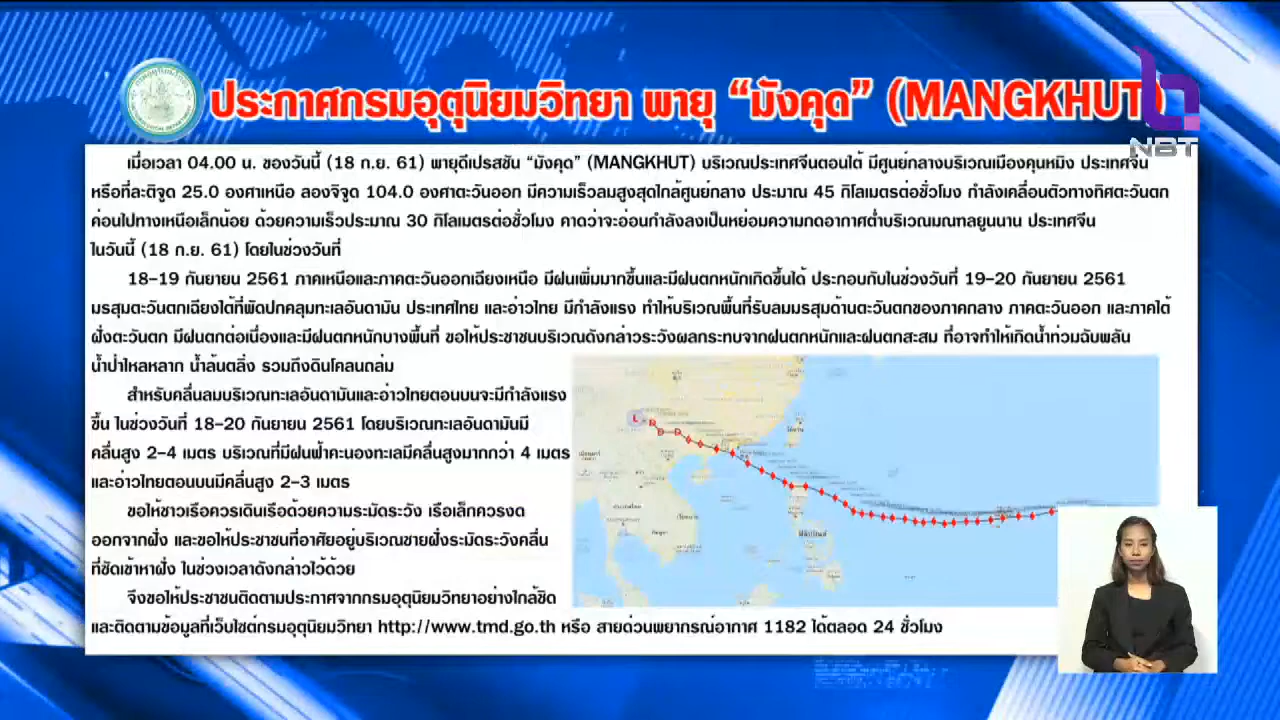 ประกาศกรมอุตุนิยมวิทยา พายุ “มังคุด” (MANGKHUT)
NBT
เมื่อเวลา 04.00 น. ของวันนี้ (18 ก.ย. 61) พายุดีเปรสชัน “มังคุด” (MANGKHUT) บริเวณประเทศจีนตอนใต้ มีศูนย์กลางบริเวณเมืองคุนหมิง ประเทศจีน
หรือที่ละติจูด 25.0 องศาเหนือ ลองจิจูด 104.0 องศาตะวันออก มีความเร็วลมสูงสุดใกล้ศูนย์กลาง ประมาณ 45 กิโลเมตรต่อชั่วโมง กำลังเคลื่อนตัวทางทิศตะวันตก
ค่อนไปทางเหนือเล็กน้อย ด้วยความเร็วประมาณ 30 กิโลเมตรต่อชั่วโมง คาดว่าจะอ่อนกำลังลงเป็นหย่อมความกดอากาศต่ำบริเวณมณฑลยูนนาน ประเทศจีน
ในวันนี้ (18 ก.ย. 61) โดยในช่วงวันที่
18-19 กันยายน 2561 ภาคเหนือและภาคตะวันออกเฉียงเหนือ มีฝนเพิ่มมากขึ้นและมีฝนตกหนักเกิดขึ้นได้ ประกอบกับในช่วงวันที่ 19-20 กันยายน 2561
มรสุมตะวันตกเฉียงใต้ที่พัดปกคลุมทะเลอันดามัน ประเทศไทย และอ่าวไทย มีกำลังแรง ทำให้บริเวณพื้นที่รับลมมรสุมด้านตะวันตกของภาคกลาง ภาคตะวันออก และภาคใต้
ฝั่งตะวันตก มีฝนตกต่อเนื่องและมีฝนตกหนักบางพื้นที่ ขอให้ประชาชนบริเวณดังกล่าวระวังผลกระทบจากฝนตกหนักและฝนตกสะสม ที่อาจทำให้เกิดน้ำท่วมฉับพลัน
น้ำป่าไหลหลาก น้ำล้นตลิ่ง รวมถึงดินโคลนถล่ม
สำหรับคลื่นลมบริเวณทะเลอันดามันและอ่าวไทยตอนบนจะมีกำลังแรง
ขึ้น ในช่วงวันที่ 18-20 กันยายน 2561 โดยบริเวณทะเลอันดามันมี
คลื่นสูง 2-4 เมตร บริเวณที่มีฝนฟ้าคะนองทะเลมีคลื่นสูงมากกว่า 4 เมตร
และอ่าวไทยตอนบนมีคลื่นสูง 2-3 เมตร
ขอให้ชาวเรือควรเดินเรือด้วยความระมัดระวัง เรือเล็กควรงด
ออกจากฝั่ง และขอให้ประชาชนที่อาศัยอยู่บริเวณชายฝั่งระมัดระวังคลื่น
ที่ซัดเข้าหาฝั่ง ในช่วงเวลาดังกล่าวไว้ด้วย
จึงขอให้ประชาชนติดตามประกาศจากกรมอุตุนิยมวิทยาอย่างใกล้ชิด
และติดตามข้อมูลที่เว็บไซต์กรมอุตุนิยมวิทยา http://www.tmd.go.th หรือ สายด่วนพยากรณ์อากาศ 1182 ได้ตลอด 24 ชั่วโมง